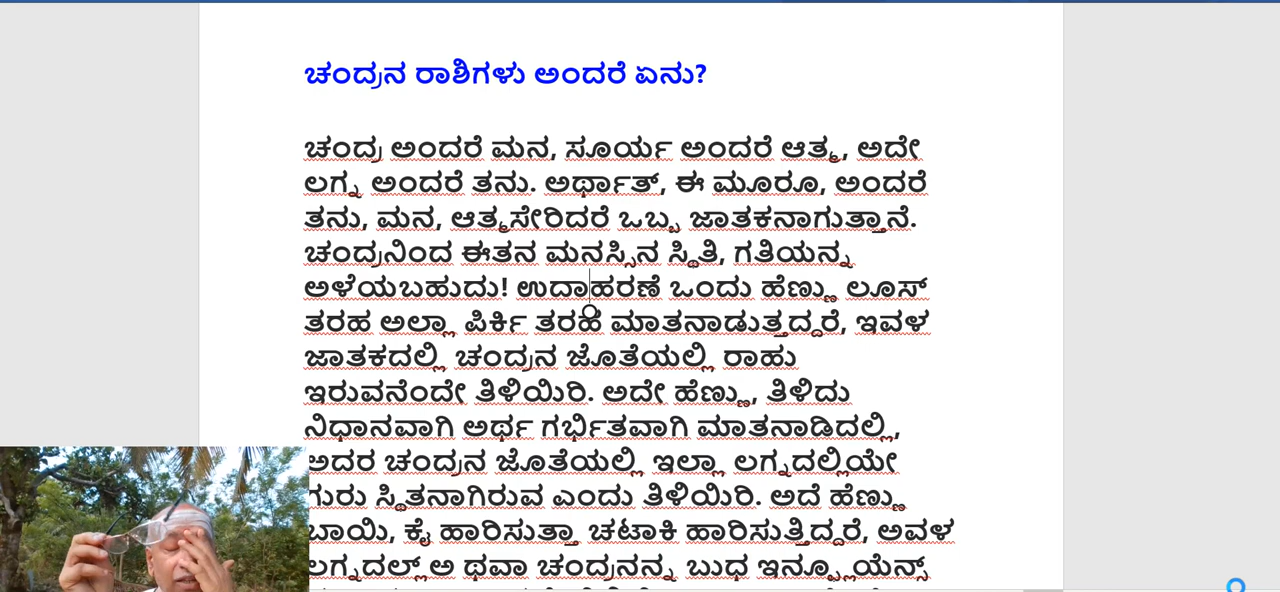 ಚಂದ್ರನ ರಾಶಿಗಳು ಅಂದರೆ ಏನು?
ಚಂದ್ರ ಅಂದರೆ ಮನ, ಸೂರ್ಯ ಅಂದರೆ ಆತ್ಮ, ಅದೇ
ಲಗ್ನ ಅಂದರೆ ತನು. ಅರ್ಥಾತ್, ಈ ಮೂರೂ, ಅಂದರೆ
ತನು, ಮನ, ಆತ್ಮಸೇರಿದರೆ ಒಬ್ಬ ಜಾತಕನಾಗುತ್ತಾನೆ.
ಚಂದ್ರನಿಂದ ಈತನ ಮನಸ್ಸಿನ ಸ್ಥಿತಿ, ಗತಿಯನ್ನ
ಅಳೆಯಬಹುದು! ಉದಾಹರಣೆ ಒಂದು ಹೆಣ್ಣು ಲೂಸ್
ತರಹ ಅಲ್ಲಾ ಪಿರ್ಕಿ ತರಹ ಮಾತನಾಡುತ್ತದ್ದರೆ, ಇವಳ
ಜಾತಕದಲ್ಲಿ ಚಂದ್ರನ ಜೊತೆಯಲ್ಲಿ ರಾಹು
ಇರುವನೆಂದೇ ತಿಳಿಯಿರಿ. ಅದೇ ಹೆಣ್ಣು, ತಿಳಿದು
ನಿಧಾನವಾಗಿ ಅರ್ಥ ಗರ್ಭಿತವಾಗಿ ಮಾತನಾಡಿದಲ್ಲಿ,
ಅದರ ಚಂದ್ರನ ಜೊತೆಯಲ್ಲಿ ಇಲ್ಲಾ ಲಗ್ನದಲ್ಲಿಯೇ
ಗುರು ಸ್ಥಿತನಾಗಿರುವ ಎಂದು ತಿಳಿಯಿರಿ. ಅದೆ ಹೆಣ್ಣು
ಬಾಯಿ, ಕೈ ಹಾರಿಸುತ್ತಾ ಚಟಾಕಿ ಹಾರಿಸುತ್ತಿದ್ದರೆ, ಅವಳ
ಲಗ್ನದಲ್ಲ್ ಅ ಥವಾ ಚಂದ್ರನನ್ನ ಬುಧ ಇನ್ಪ್ಲೂಯೆನ್ಸ್